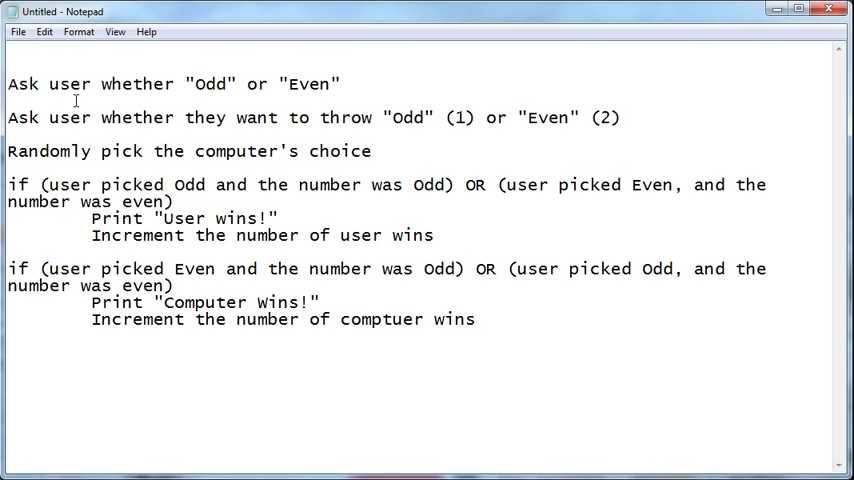 Untitled - Notepad
File Edit Format View Help
Ask user whether "Odd" or "Even"
Ask user whether they want to throw "Odd" (1) or "Even" (2)
Randomly pick the computer's choice
if (user picked Odd and the number was Odd) OR (user picked Even, and the
number was even)
Print "User wins!"
Increment the number of user wins
if (user picked Even and the number was Odd) OR (user picked Odd, and the
number was even)
Print "Computer Wins!"
Increment the number of comptuer wins